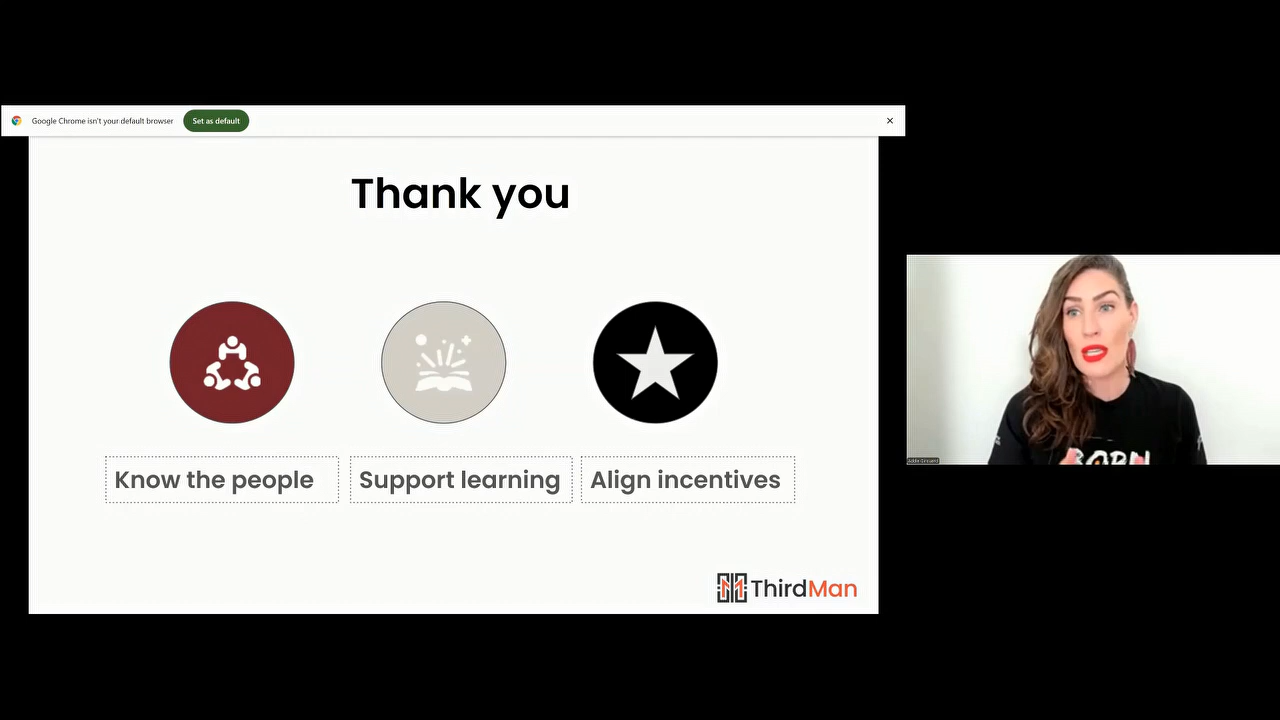 Google Chrome isn't your default browser
Set as default
Thank you
Know the people
Support learning
Align incentives
ThirdMan